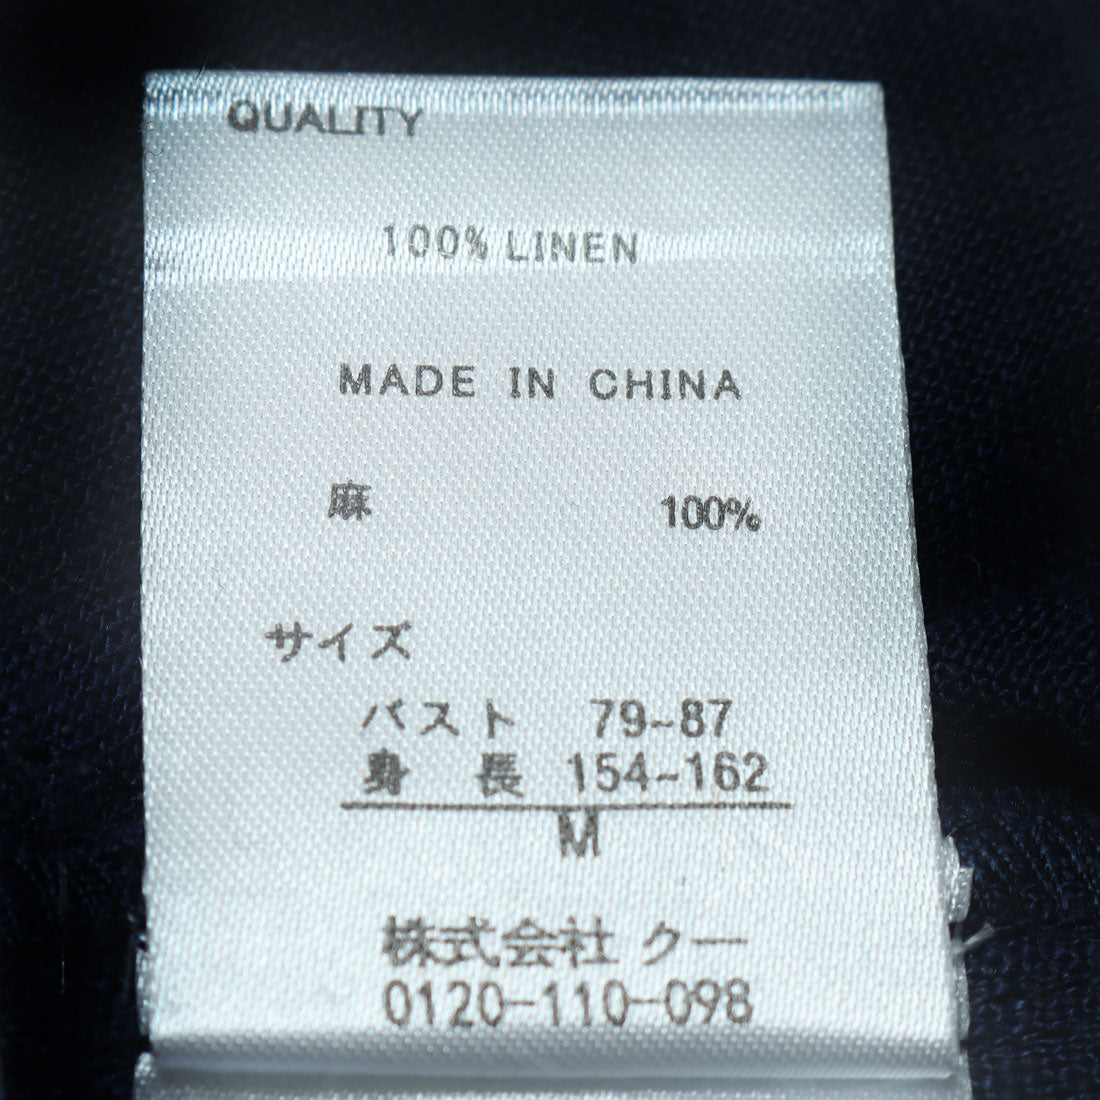 QUALITY
100% LINEN
MADE IN CHINA
麻 100%
サイズ
バスト 79-87
身長 154-162
M
株式会社 クー
0120-110-098